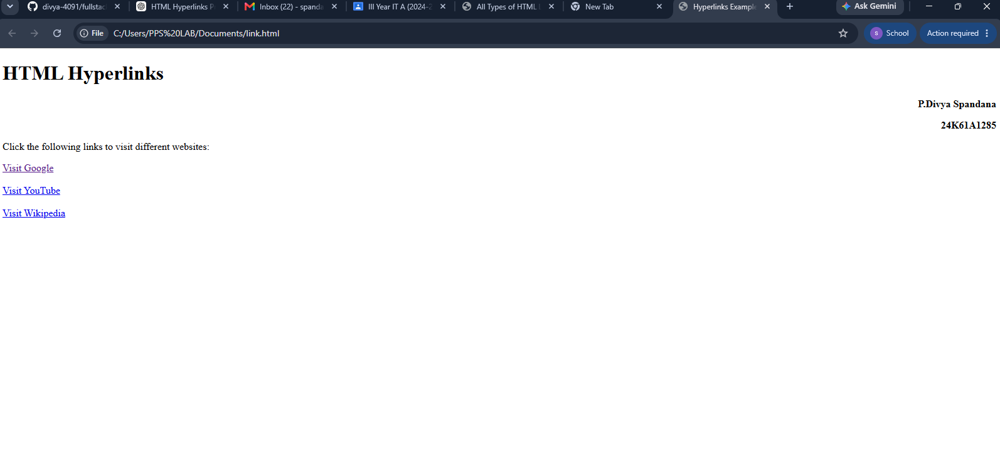 divya-4091/fullstac
HTML Hyperlinks P
Inbox (22) - spanda
III Year IT A (2024-2
All Types of HTML
New Tab
Hyperlinks Example
Ask Gemini
File
C:/Users/PPS%20LAB/Documents/link.html
S
School
Action required
HTML Hyperlinks
P.Divya Spandana
24K61A1285
Click the following links to visit different websites:
Visit Google
Visit YouTube
Visit Wikipedia